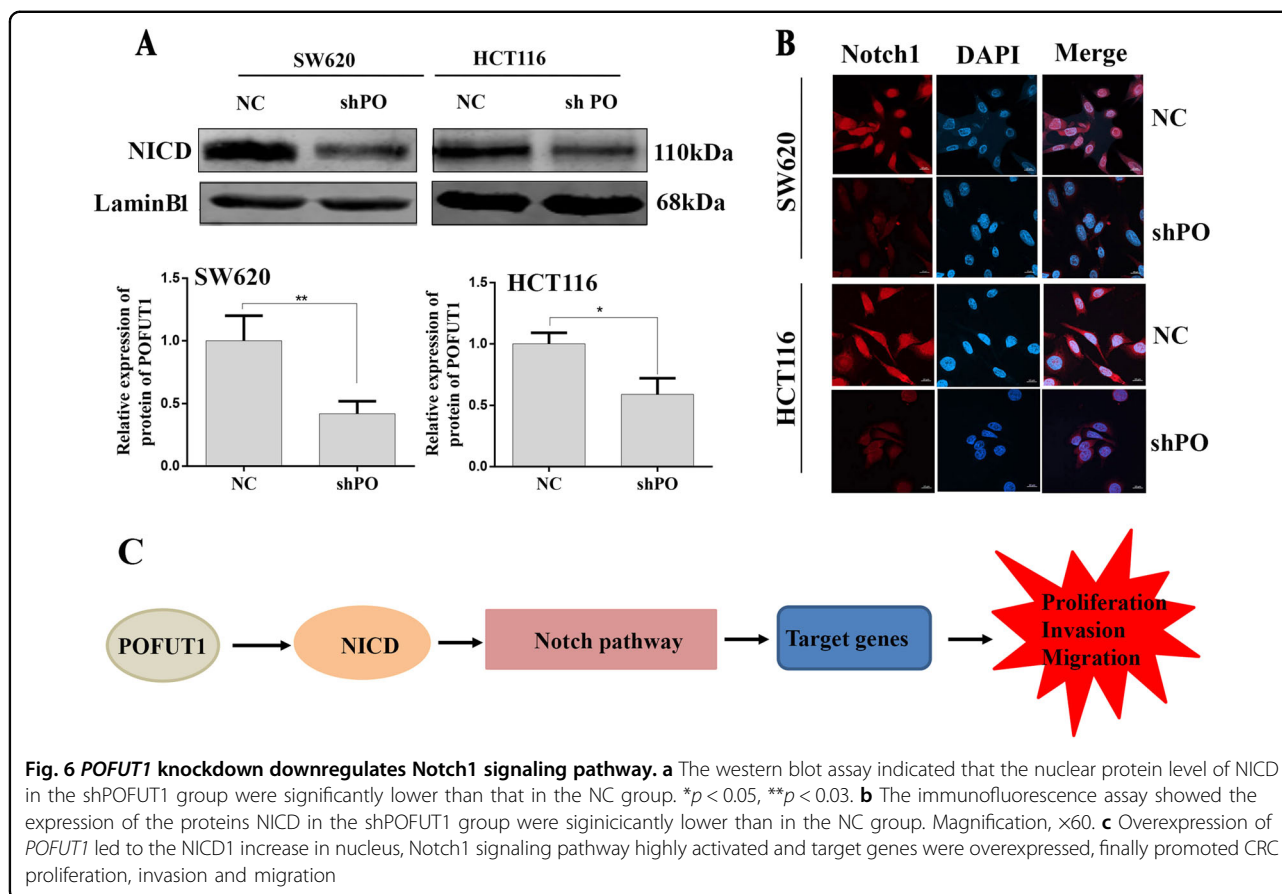 A
SW620 HCT116
NC shPO NC sh PO
NICD 110kDa
LaminB1 68kDa
SW620
Relative expression of
protein of POFUT1
1.5
1.0
0.5
0.0
**
NC shPO
HCT116
Relative expression of
protein of POFUT1
1.5
1.0
0.5
0.0
*
NC shPO
B
Notch1 DAPI Merge
SW620
NC
shPO
HCT116
NC
shPO
C
POFUT1
NICD
Notch pathway
Target genes
Proliferation
Invasion
Migration
Fig. 6 POFUT1 knockdown downregulates Notch1 signaling pathway. a The western blot assay indicated that the nuclear protein level of NICD
in the shPOFUT1 group were significantly lower than that in the NC group. *p < 0.05, **p < 0.03. b The immunofluorescence assay showed the
expression of the proteins NICD in the shPOFUT1 group were siginicicantly lower than in the NC group. Magnification, ×60. c Overexpression of
POFUT1 led to the NICD1 increase in nucleus, Notch1 signaling pathway highly activated and target genes were overexpressed, finally promoted CRC
proliferation, invasion and migration